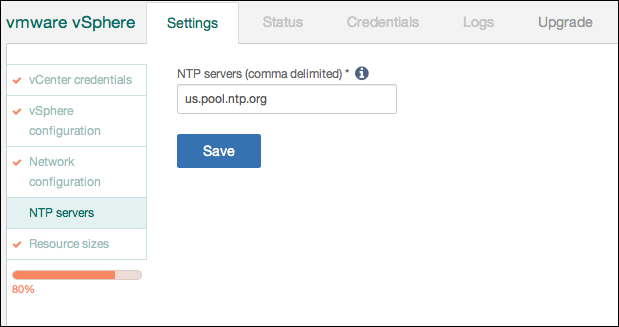 vmware vSphere
Settings
Status
Credentials
Logs
Upgrade
vCenter credentials
vSphere
configuration
Network
configuration
NTP servers
Resource sizes
80%
NTP servers (comma delimited) *
us.pool.ntp.org
Save